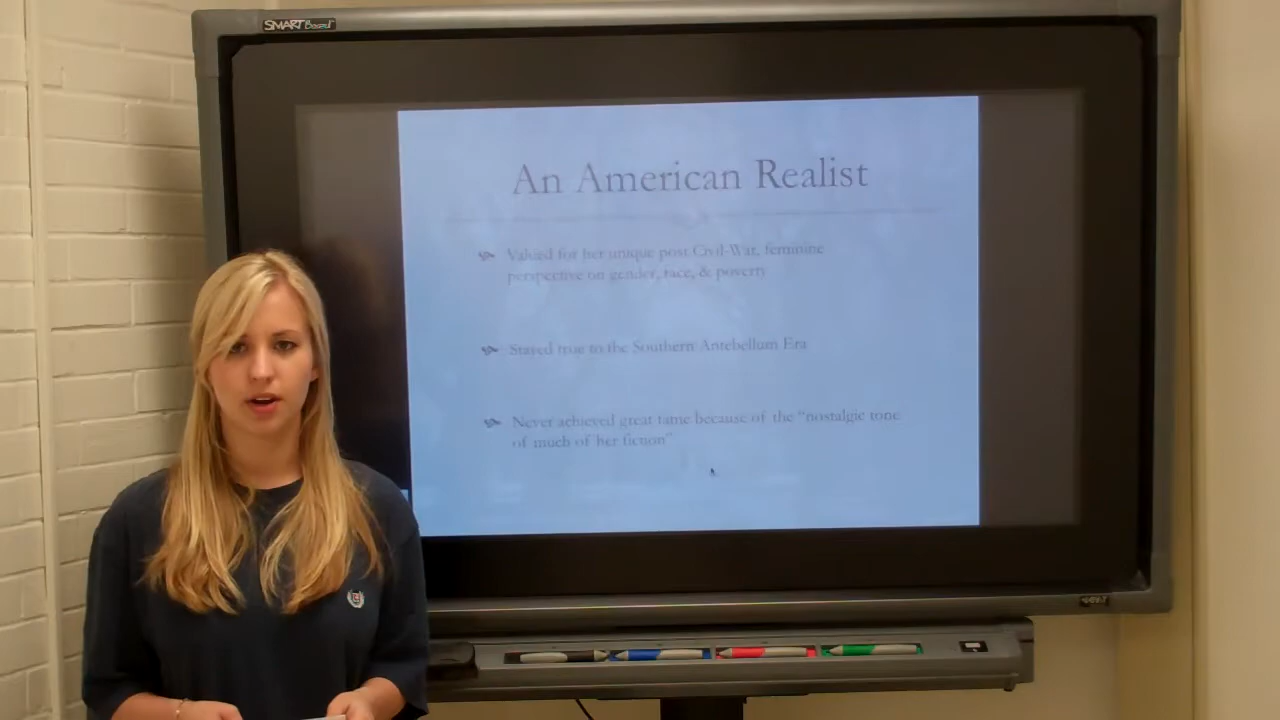 SMART Board
An American Realist
Valued for her unique post Civil-War, feminine
perspective on gender, race, & poverty
Stayed true to the Southern Antebellum Era
Never achieved great fame because of the “nostalgic tone
of much of her fiction”